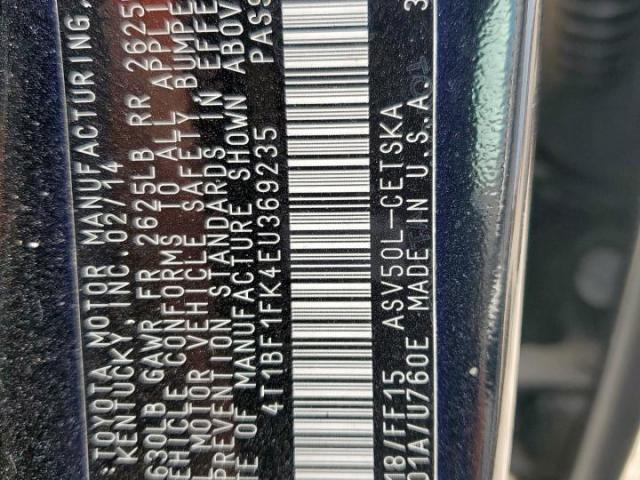 :TOYOTA MOTOR MANUFACTURING,
KENTUCKY, INC.02/14
630LB GAWR FR 2625LB RR 2625
EHICLE CONFORMS TO ALL APPLI
L MOTOR VEHICLE SAFETY BUMPE
PREVENTION STANDARDS IN EFFE
TE OF MANUFACTURE SHOWN ABOV
4T1BF1FK4EU369235 PASS
18/FF15 ASV50L-CETSKA
01A/U760E MADE IN U.S.A.